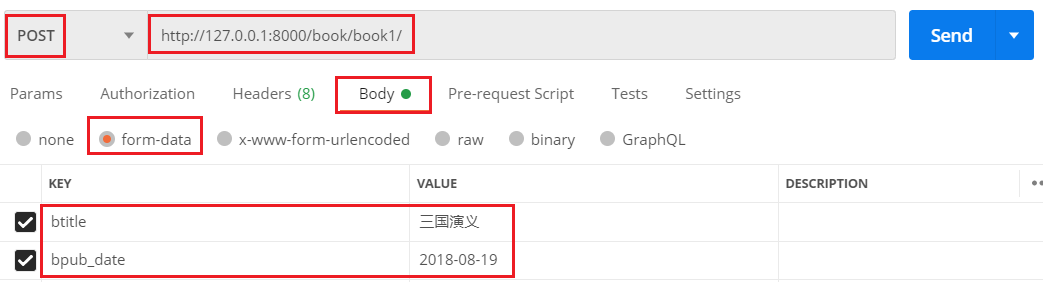 POST http://127.0.0.1:8000/book/book1/ Send
Params Authorization Headers (8) Body Pre-request Script Tests Settings
none form-data x-www-form-urlencoded raw binary GraphQL
KEY VALUE DESCRIPTION
btitle 三国演义
bpub_date 2018-08-19